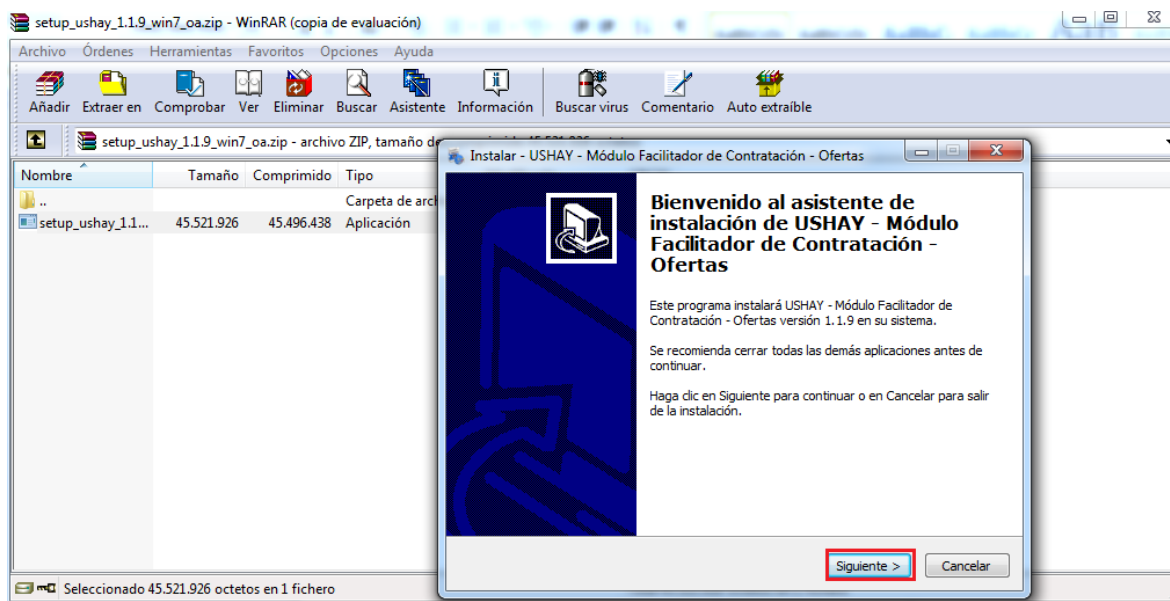 setup_ushay_1.1.9_win7_oa.zip - WinRAR (copia de evaluación)
Archivo Órdenes Herramientas Favoritos Opciones Ayuda
Añadir Extraer en Comprobar Ver Eliminar Buscar Asistente Información Buscar virus Comentario Auto extraíble
setup_ushay_1.1.9_win7_oa.zip - archivo ZIP, tamaño
Nombre Tamaño Comprimido Tipo
.. Carpeta de
setup_ushay_1.1... 45.521.926 45.496.438 Aplicación
Instalar - USHAY - Módulo Facilitador de Contratación - Ofertas
Bienvenido al asistente de
instalación de USHAY - Módulo
Facilitador de Contratación -
Ofertas
Este programa instalará USHAY - Módulo Facilitador de
Contratación - Ofertas versión 1.1.9 en su sistema.
Se recomienda cerrar todas las demás aplicaciones antes de
continuar.
Haga clic en Siguiente para continuar o en Cancelar para salir
de la instalación.
Siguiente > Cancelar
Seleccionado 45.521.926 octetos en 1 fichero